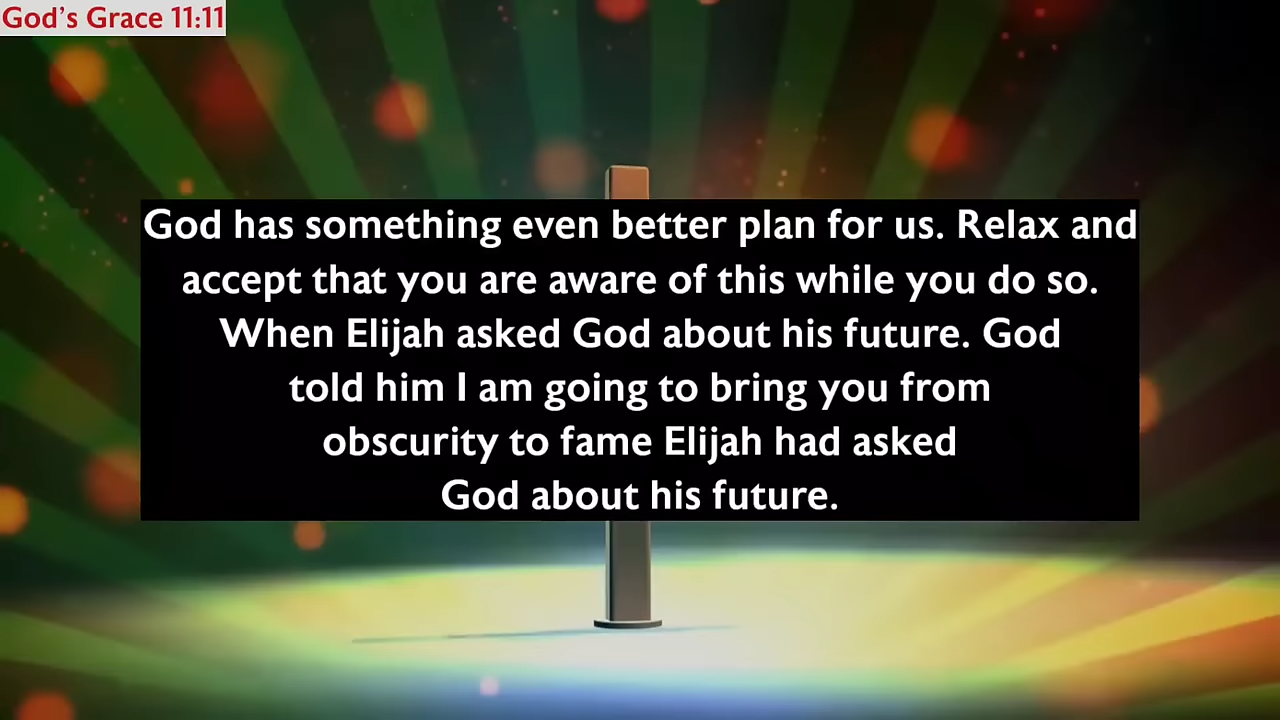 God's Grace 11:11
God has something even better plan for us. Relax and
accept that you are aware of this while you do so.
When Elijah asked God about his future. God
told him I am going to bring you from
obscurity to fame Elijah had asked
God about his future.